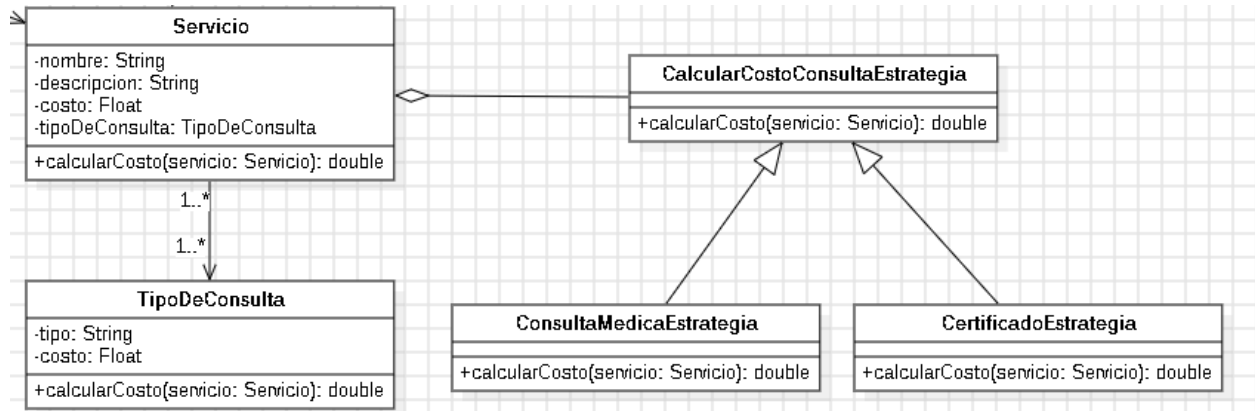 Servicio
-nombre: String
-descripcion: String
-costo: Float
-tipoDeConsulta: TipoDeConsulta
+calcularCosto(servicio: Servicio): double
1..*
1..*
TipoDeConsulta
-tipo: String
-costo: Float
+calcularCosto(servicio: Servicio): double
CalcularCostoConsultaEstrategia
+calcularCosto(servicio: Servicio): double
ConsultaMedicaEstrategia
+calcularCosto(servicio: Servicio): double
CertificadoEstrategia
+calcularCosto(servicio: Servicio): double